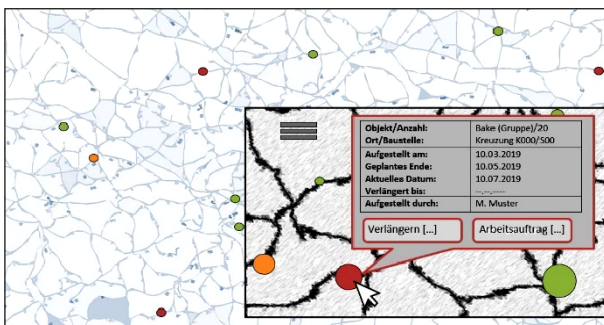 Objekt/Anzahl: Bake (Gruppe)/20
Ort/Baustelle: Kreuzung K000/S00
Aufgestellt am: 10.03.2019
Geplantes Ende: 10.05.2019
Aktuelles Datum: 10.07.2019
Verlängert bis: --.--.----
Aufgestellt durch: M. Muster
Verlängern [...] Arbeitsauftrag [...]